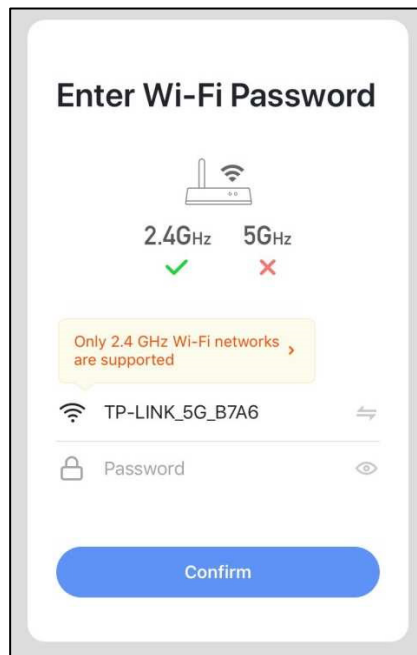 Enter Wi-Fi Password
2.4GHz 5GHz
Only 2.4 GHz Wi-Fi networks
are supported
TP-LINK_5G_B7A6
Password
Confirm